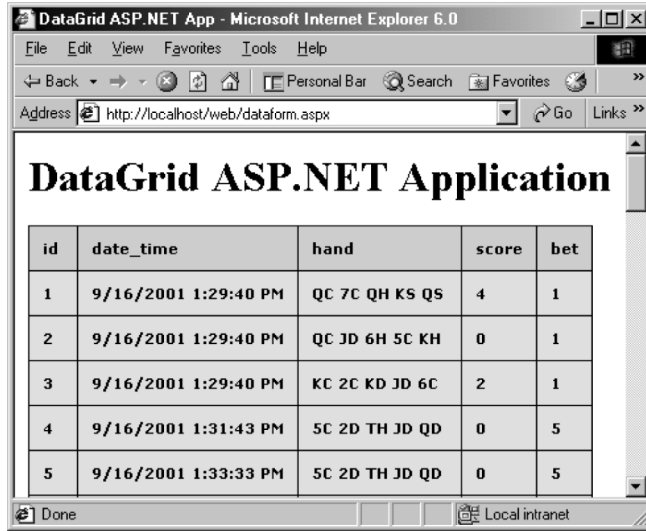 DataGrid ASP.NET App - Microsoft Internet Explorer 6.0
File Edit View Favorites Tools Help
Back Personal Bar Search Favorites »
Address http://localhost/web/dataform.aspx Go Links »
DataGrid ASP.NET Application
id date_time hand score bet
1 9/16/2001 1:29:40 PM QC 7C QH KS QS 4 1
2 9/16/2001 1:29:40 PM QC JD 6H 5C KH 0 1
3 9/16/2001 1:29:40 PM KC 2C KD JD 6C 2 1
4 9/16/2001 1:31:43 PM 5C 2D TH JD QD 0 5
5 9/16/2001 1:33:33 PM 5C 2D TH JD QD 0 5
Done Local intranet